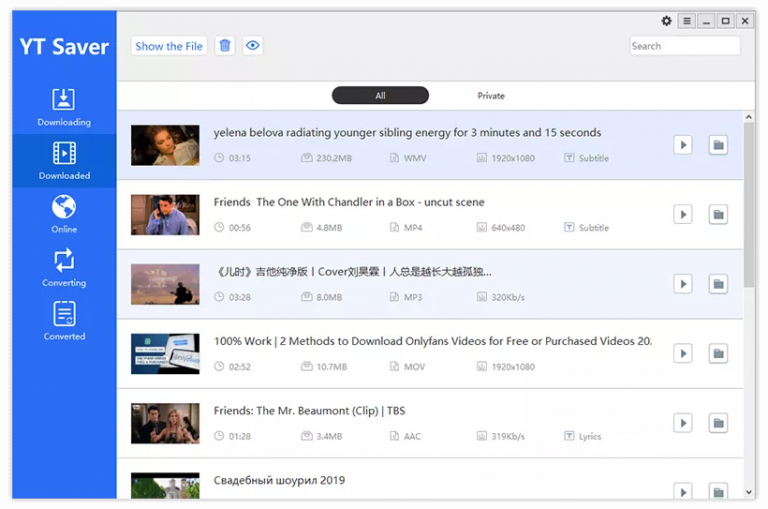 YT Saver
Show the File
Search
Downloading
Downloaded
Online
Converting
Converted
All Private
yelena belova radiating younger sibling energy for 3 minutes and 15 seconds
03:15 230.2MB WMV 1920x1080 Subtitle
Friends The One With Chandler in a Box - uncut scene
00:56 4.8MB MP4 640x480 Subtitle
《儿时》吉他纯净版丨Cover刘昊霖丨人总是越长大越孤独...
03:28 8.0MB MP3 320Kb/s
100% Work | 2 Methods to Download Onlyfans Videos for Free or Purchased Videos 202
02:52 10.7MB MOV 1920x1080
Friends: The Mr. Beaumont (Clip) | TBS
01:28 3.4MB AAC 319Kb/s Lyrics
Свадебный шоурил 2019